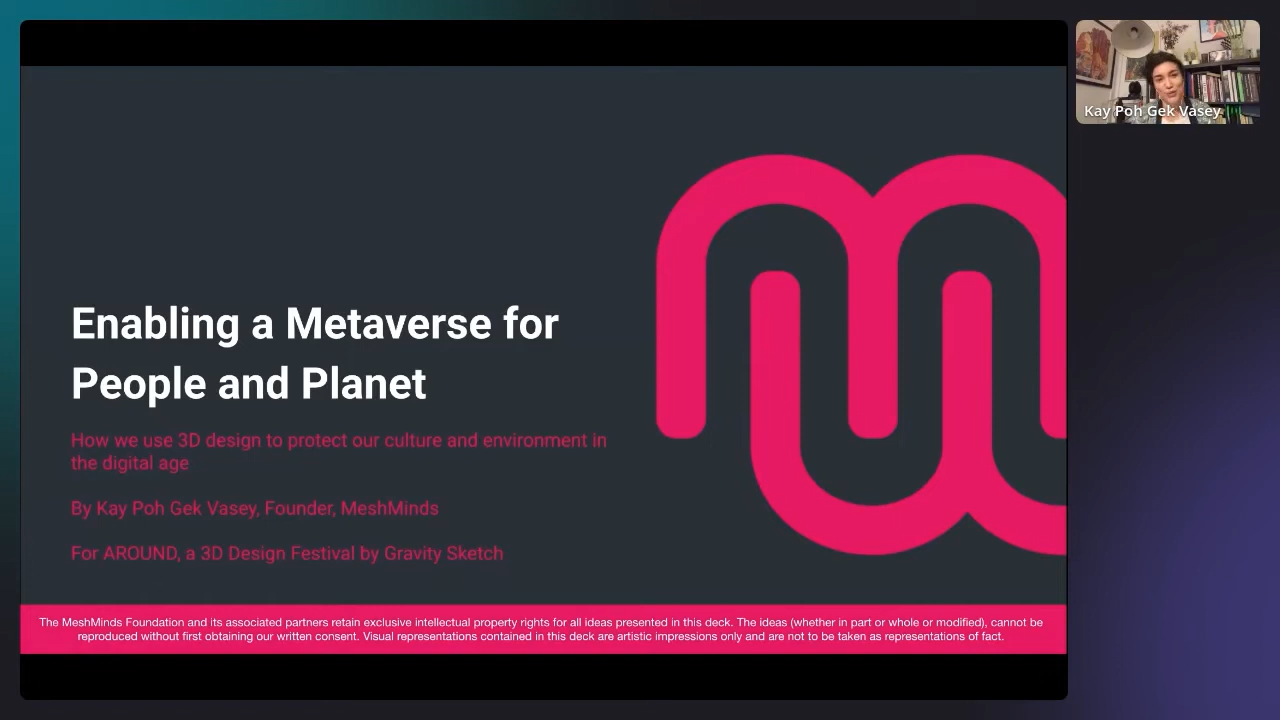 Enabling a Metaverse for
People and Planet
How we use 3D design to protect our culture and environment in
the digital age
By Kay Poh Gek Vasey, Founder, MeshMinds
For AROUND, a 3D Design Festival by Gravity Sketch
The MeshMinds Foundation and its associated partners retain exclusive intellectual property rights for all ideas presented in this deck. The ideas (whether in part or whole or modified), cannot be
reproduced without first obtaining our written consent. Visual representations contained in this deck are artistic impressions only and are not to be taken as representations of fact.
Kay Poh Gek Vasey